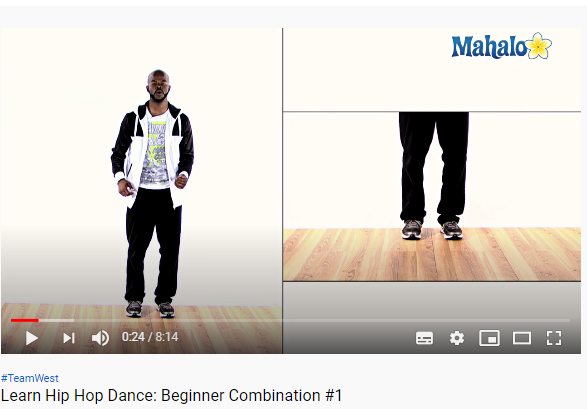 Mahalo
0:24 / 8:14
#TeamWest
Learn Hip Hop Dance: Beginner Combination #1